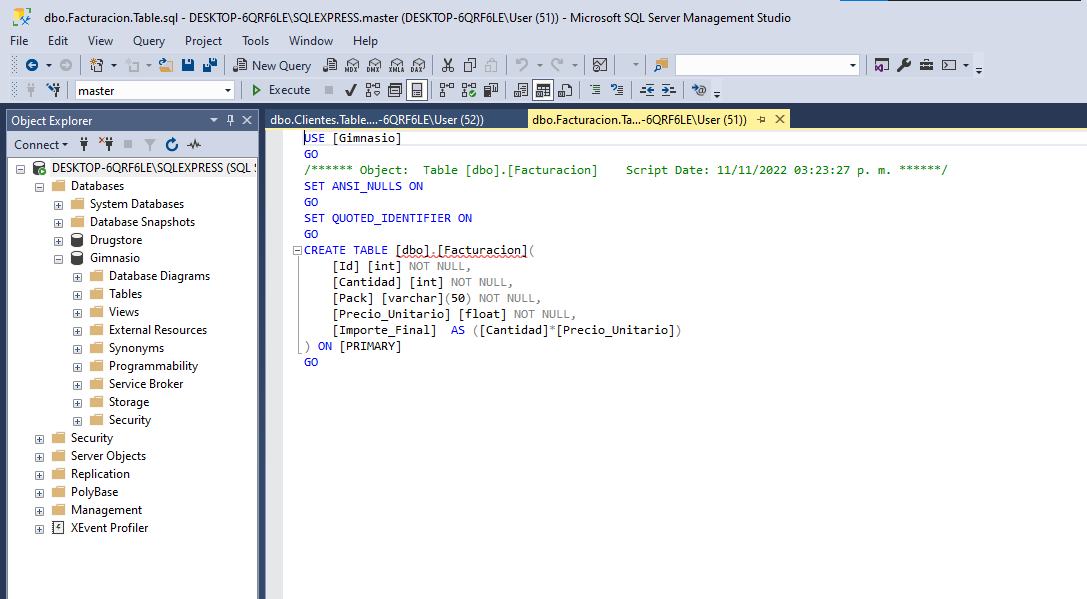 dbo.Facturacion.Table.sql - DESKTOP-6QRF6LE\SQLEXPRESS.master (DESKTOP-6QRF6LE\User (51)) - Microsoft SQL Server Management Studio
File Edit View Query Project Tools Window Help
New Query MDX DMX XMLA DAX
master Execute
Object Explorer
dbo.Clientes.Table....-6QRF6LE\User (52)) dbo.Facturacion.Ta...-6QRF6LE\User (51))
Connect
DESKTOP-6QRF6LE\SQLEXPRESS (SQL S
Databases
System Databases
Database Snapshots
Drugstore
Gimnasio
Database Diagrams
Tables
Views
External Resources
Synonyms
Programmability
Service Broker
Storage
Security
Security
Server Objects
Replication
PolyBase
Management
XEvent Profiler
USE [Gimnasio]
GO
/****** Object:  Table [dbo].[Facturacion]    Script Date: 11/11/2022 03:23:27 p. m. ******/
SET ANSI_NULLS ON
GO
SET QUOTED_IDENTIFIER ON
GO
CREATE TABLE [dbo].[Facturacion](
[Id] [int] NOT NULL,
[Cantidad] [int] NOT NULL,
[Pack] [varchar](50) NOT NULL,
[Precio_Unitario] [float] NOT NULL,
[Importe_Final]  AS ([Cantidad]*[Precio_Unitario])
) ON [PRIMARY]
GO